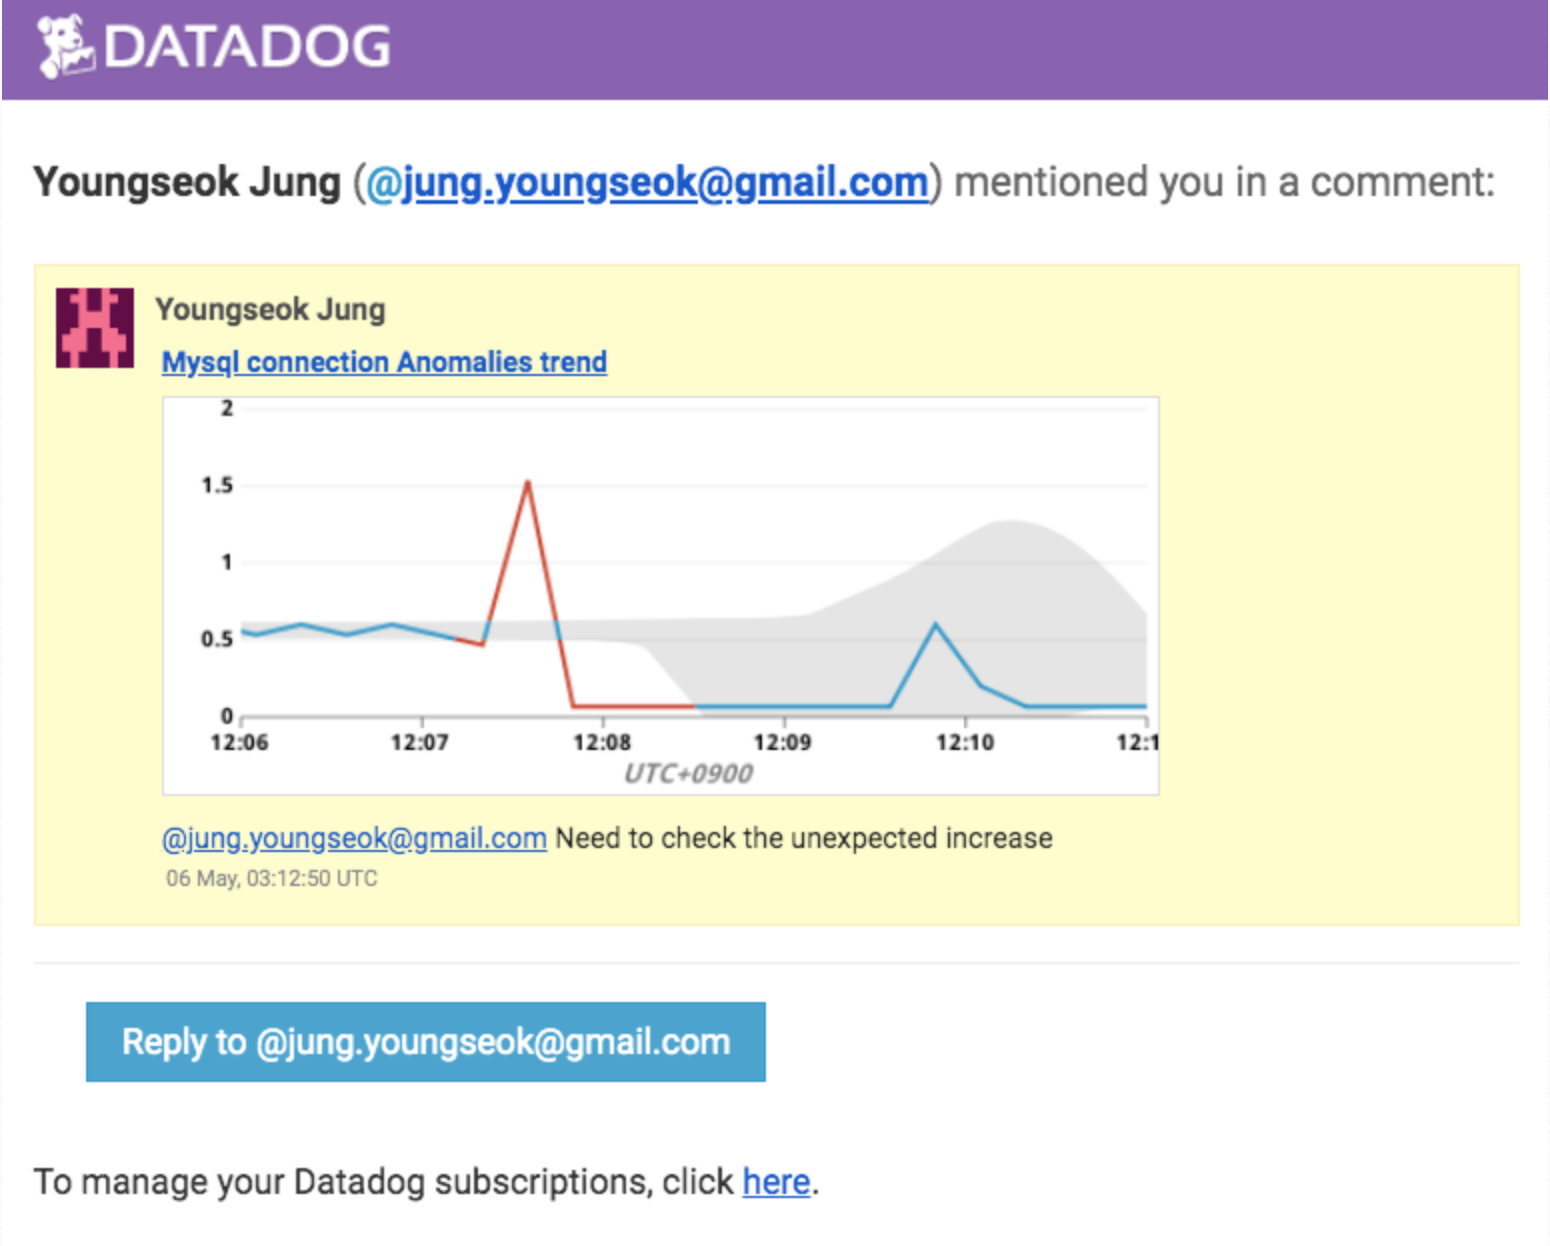 DATADOG
Youngseok Jung (@jung.youngseok@gmail.com) mentioned you in a comment:
Youngseok Jung
Mysql connection Anomalies trend
2
1.5
1
0.5
0
12:06 12:07 12:08 12:09 12:10 12:1
UTC+0900
@jung.youngseok@gmail.com Need to check the unexpected increase
06 May, 03:12:50 UTC
Reply to @jung.youngseok@gmail.com
To manage your Datadog subscriptions, click here.